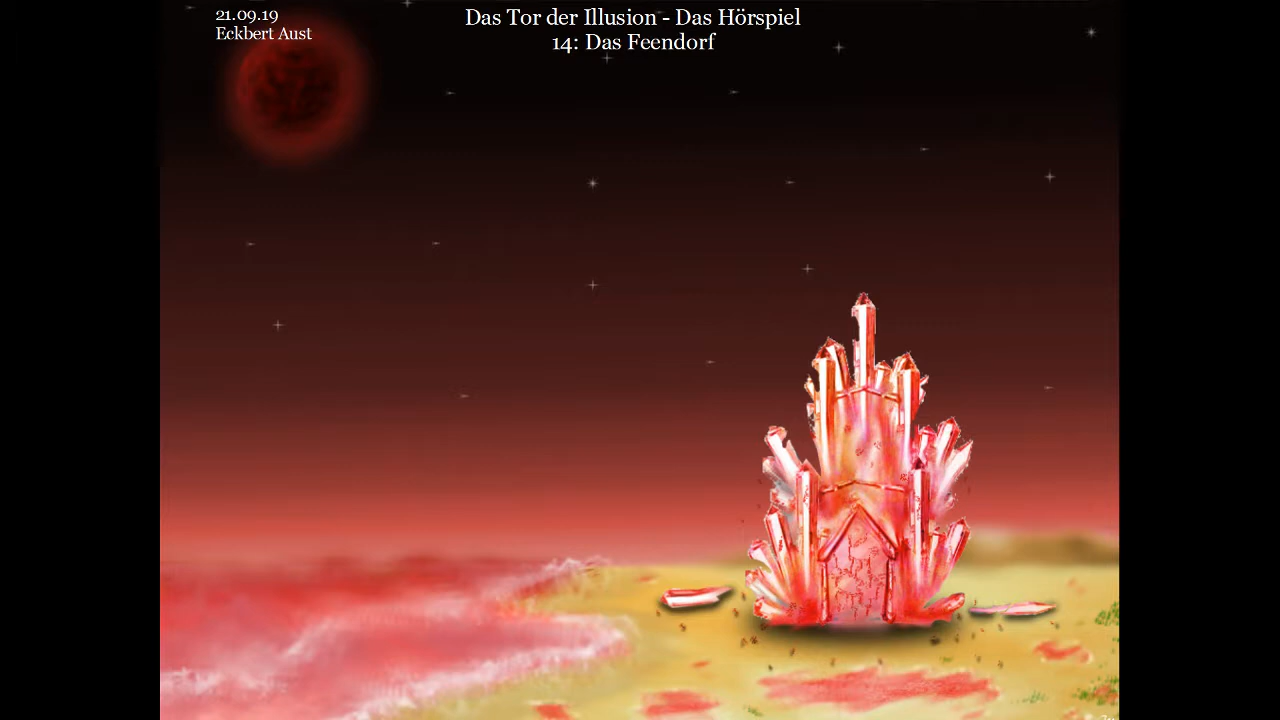 21.09.19
Eckbert Aust
Das Tor der Illusion - Das Hörspiel
14: Das Feendorf